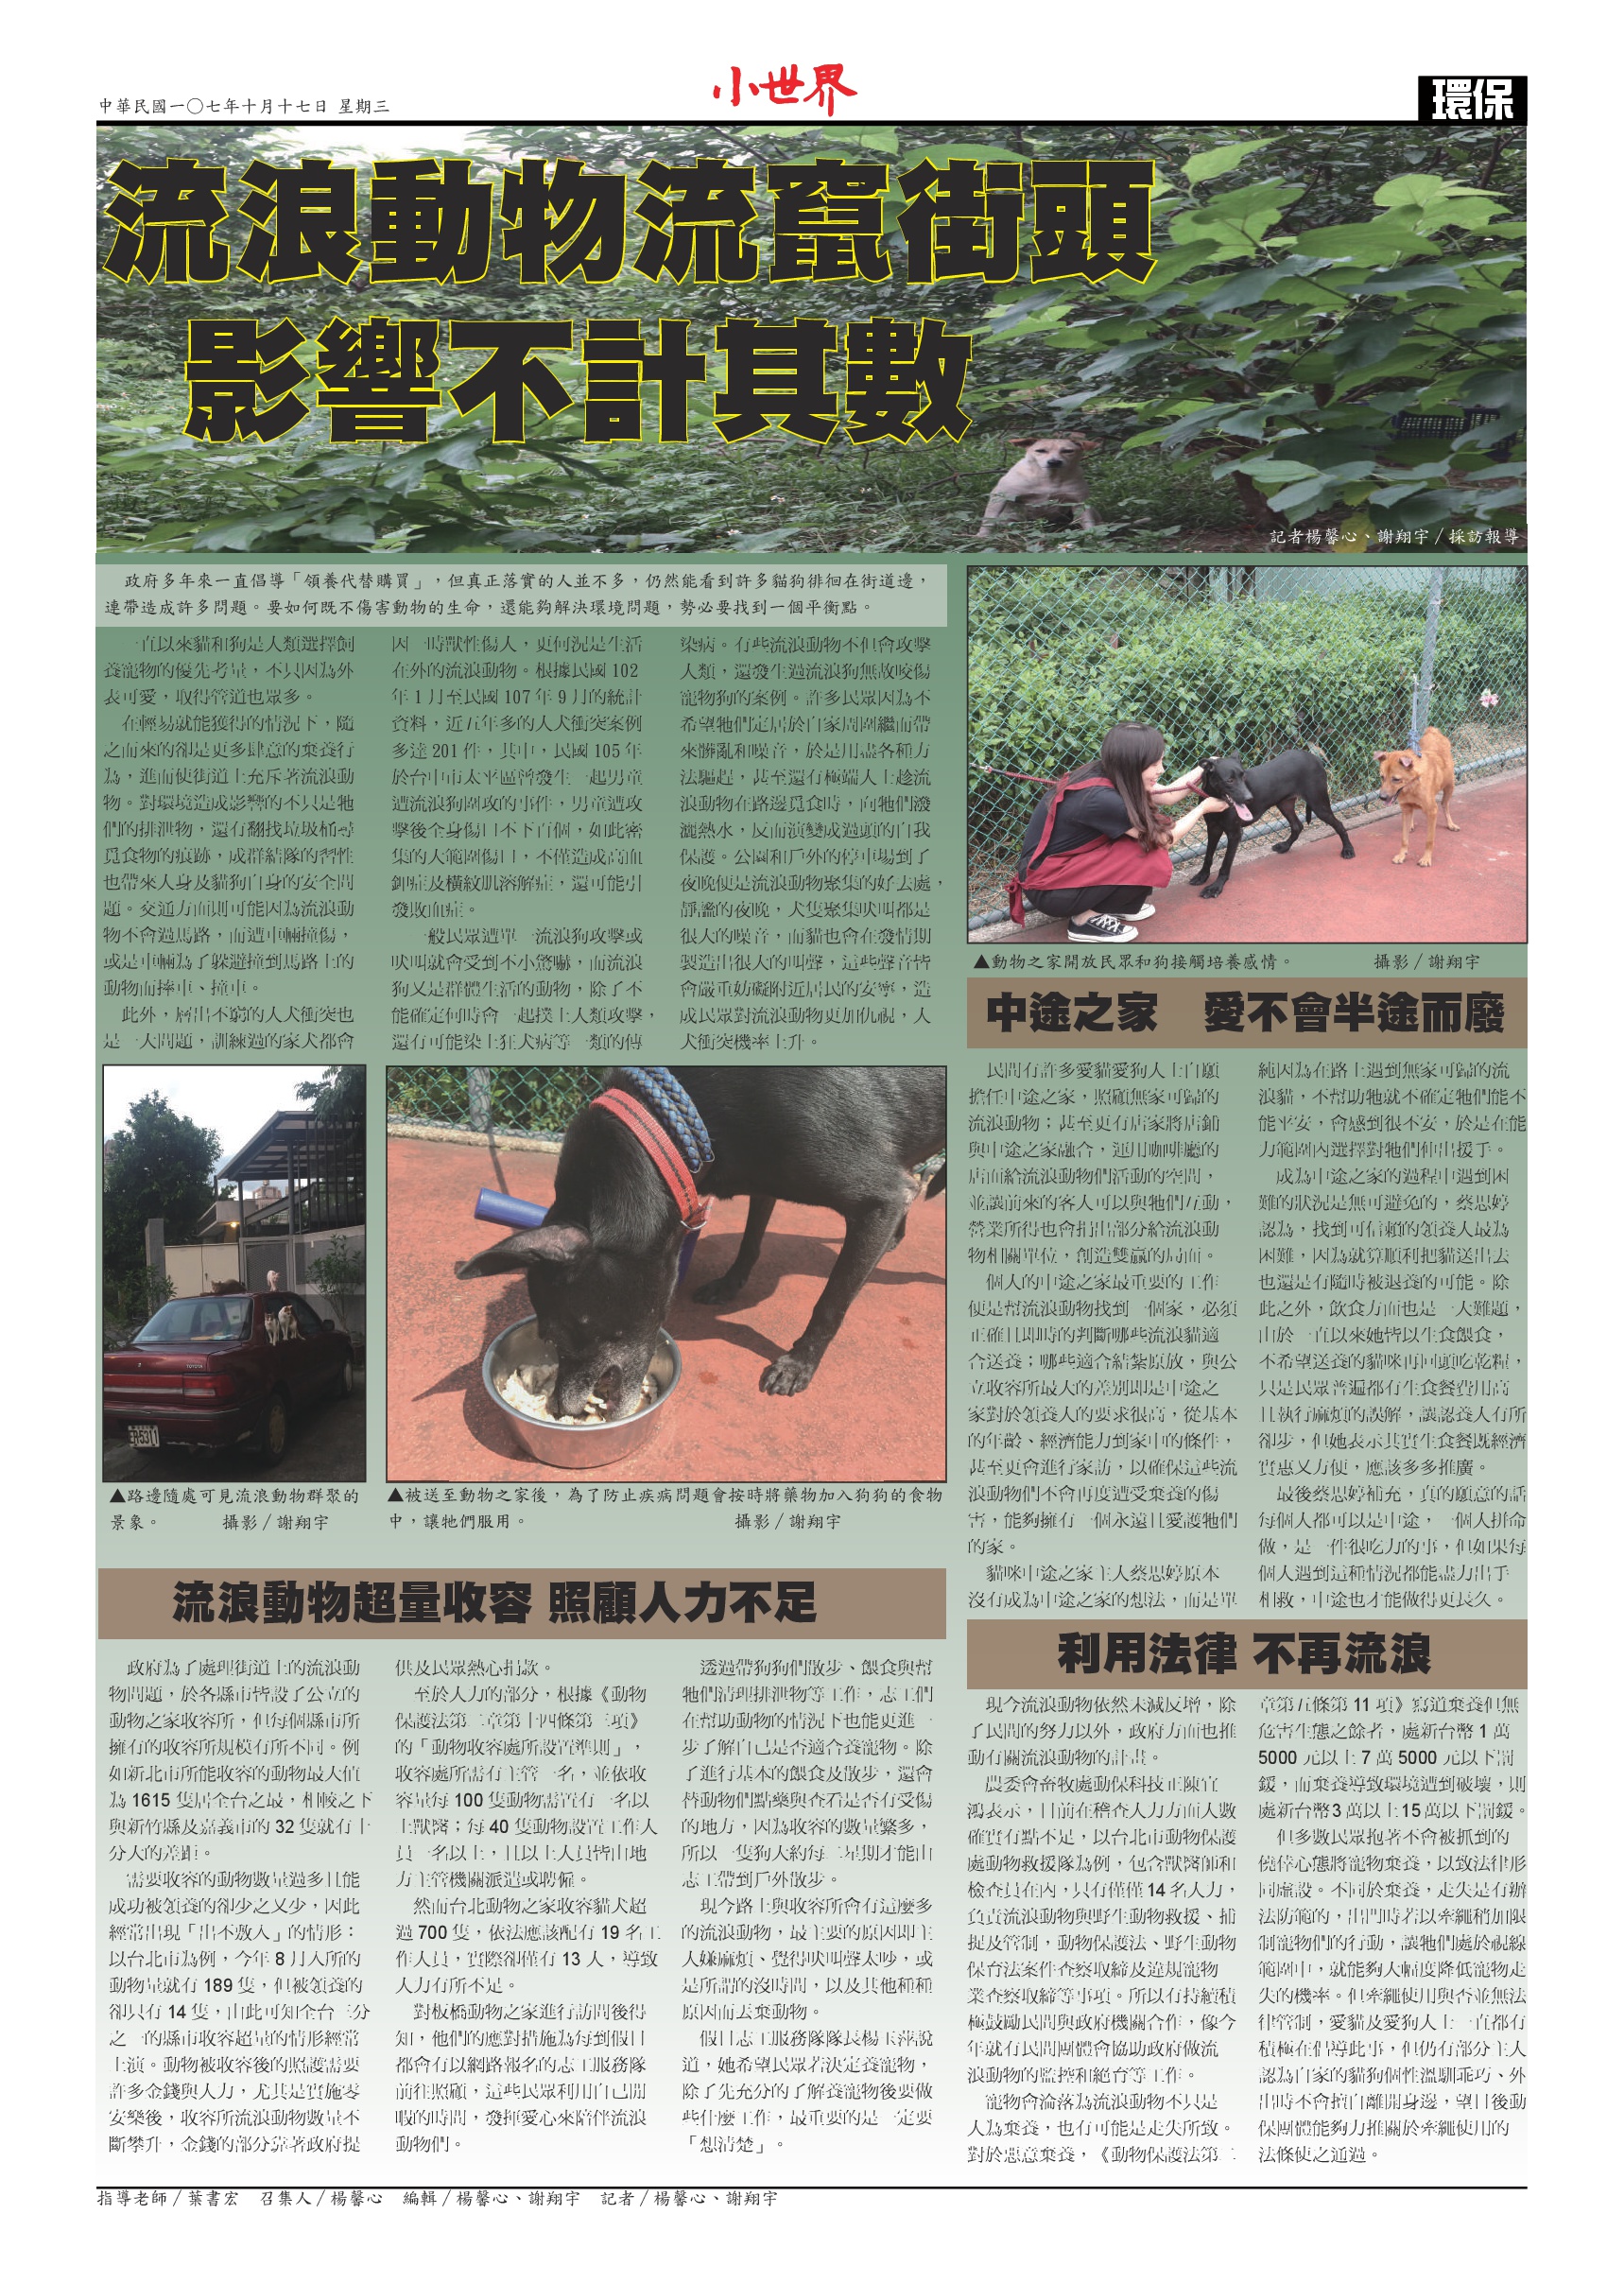 中華民國一〇七年十月十七日 星期三
小世界
環保
流浪動物流竄街頭
影響不計其數
記者楊馨心、謝翔宇/採訪報導
政府多年來一直倡導「領養代替購買」，但真正落實的人並不多，仍然能看到許多貓狗徘徊在街道邊，
連帶造成許多問題。要如何既不傷害動物的生命，還能夠解決環境問題，勢必要找到一個平衡點。
一直以來貓和狗是人類選擇飼
養寵物的優先考量，不只因為外
表可愛，取得管道也眾多。
在輕易就能獲得的情況下，隨
之而來的卻是更多肆意的棄養行
為，進而使街道上充斥著流浪動
物。對環境造成影響的不只是牠
們的排泄物，還有翻找垃圾桶尋
覓食物的痕跡，成群結隊的習性
也帶來人身及貓狗自身的安全問
題。交通方面則可能因為流浪動
物不會過馬路，而遭車輛撞傷，
或是車輛為了躲避撞到馬路上的
動物而摔車、撞車。
此外，層出不窮的人犬衝突也
是一大問題，訓練過的家犬都會
因一時獸性傷人，更何況是生活
在外的流浪動物。根據民國 102
年 1 月至民國 107 年 9 月的統計
資料，近五年多的人犬衝突案例
多達 201 件，其中，民國 105 年
於台中市太平區曾發生一起男童
遭流浪狗圍攻的事件，男童遭攻
擊後全身傷口不下百個，如此密
集的大範圍傷口，不僅造成高血
鉀症及橫紋肌溶解症，還可能引
發敗血症。
一般民眾遭單一流浪狗攻擊或
吠叫就會受到不小驚嚇，而流浪
狗又是群體生活的動物，除了不
能確定何時會一起撲上人類攻擊，
還有可能染上狂犬病等一類的傳
染病。有些流浪動物不但會攻擊
人類，還發生過流浪狗無故咬傷
寵物狗的案例。許多民眾因為不
希望牠們定居於自家周圍繼而帶
來髒亂和噪音，於是用盡各種方
法驅趕，甚至還有極端人士趁流
浪動物在路邊覓食時，向牠們潑
灑熱水，反而演變成過頭的自我
保護。公園和戶外的停車場到了
夜晚便是流浪動物聚集的好去處，
靜謐的夜晚，犬隻聚集吠叫都是
很大的噪音，而貓也會在發情期
製造出很大的叫聲，這些聲音皆
會嚴重妨礙附近居民的安寧，造
成民眾對流浪動物更加仇視，人
犬衝突機率上升。
▲路邊隨處可見流浪動物群聚的
景象。 攝影/謝翔宇
▲被送至動物之家後，為了防止疾病問題會按時將藥物加入狗狗的食物
中，讓牠們服用。 攝影/謝翔宇
▲動物之家開放民眾和狗接觸培養感情。 攝影/謝翔宇
中途之家 愛不會半途而廢
民間有許多愛貓愛狗人士自願
擔任中途之家，照顧無家可歸的
流浪動物；甚至更有店家將店鋪
與中途之家融合，運用咖啡廳的
店面給流浪動物們活動的空間，
並讓前來的客人可以與牠們互動，
營業所得也會捐出部分給流浪動
物相關單位，創造雙贏的局面。
個人的中途之家最重要的工作
便是幫流浪動物找到一個家，必須
正確且即時的判斷哪些流浪貓適
合送養；哪些適合結紮原放，與公
立收容所最大的差別即是中途之
家對於領養人的要求很高，從基本
的年齡、經濟能力到家中的條件，
甚至更會進行家訪，以確保這些流
浪動物們不會再度遭受棄養的傷
害，能夠擁有一個永遠且愛護牠們
的家。
貓咪中途之家主人蔡思婷原本
沒有成為中途之家的想法，而是單
純因為在路上遇到無家可歸的流
浪貓，不幫助牠就不確定牠們能不
能平安，會感到很不安，於是在能
力範圍內選擇對牠們伸出援手。
成為中途之家的過程中遇到困
難的狀況是無可避免的，蔡思婷
認為，找到可信賴的領養人最為
困難，因為就算順利把貓送出去
也還是有隨時被退養的可能。除
此之外，飲食方面也是一大難題，
由於一直以來她皆以生食餵食，
不希望送養的貓咪再回頭吃乾糧，
只是民眾普遍都有生食餐費用高
且執行麻煩的誤解，讓認養人有所
卻步，但她表示其實生食餐既經濟
實惠又方便，應該多多推廣。
最後蔡思婷補充，真的願意的話
每個人都可以是中途，一個人拼命
做，是一件很吃力的事，但如果每
個人遇到這種情況都能盡力出手
相救，中途也才能做得更長久。
流浪動物超量收容 照顧人力不足
政府為了處理街道上的流浪動
物問題，於各縣市皆設了公立的
動物之家收容所，但每個縣市所
擁有的收容所規模有所不同。例
如新北市所能收容的動物最大值
為 1615 隻居全台之最，相較之下
與新竹縣及嘉義市的 32 隻就有十
分大的差距。
需要收容的動物數量過多且能
成功被領養的卻少之又少，因此
經常出現「出不敷入」的情形：
以台北市為例，今年 8 月入所的
動物量就有 189 隻，但被領養的
卻只有 14 隻，由此可知全台三分
之一的縣市收容超量的情形經常
上演。動物被收容後的照護需要
許多金錢與人力，尤其是實施零
安樂後，收容所流浪動物數量不
斷攀升，金錢的部分靠著政府提
供及民眾熱心捐款。
至於人力的部分，根據《動物
保護法第二章第十四條第三項》
的「動物收容處所設置準則」，
收容處所需有主管一名，並依收
容量每 100 隻動物需置有一名以
上獸醫；每 40 隻動物設置工作人
員一名以上，且以上人員皆由地
方主管機關派遣或聘僱。
然而台北動物之家收容貓犬超
過 700 隻，依法應該配有 19 名工
作人員，實際卻僅有 13 人，導致
人力有所不足。
對板橋動物之家進行訪問後得
知，他們的應對措施為每到假日
都會有以網路報名的志工服務隊
前往照顧，這些民眾利用自己閒
暇的時間，發揮愛心來陪伴流浪
動物們。
透過帶狗狗們散步、餵食與幫
牠們清理排泄物等工作，志工們
在幫助動物的情況下也能更進一
步了解自己是否適合養寵物。除
了進行基本的餵食及散步，還會
替動物們點藥與查看是否有受傷
的地方，因為收容的數量繁多，
所以一隻狗大約每二星期才能由
志工帶到戶外散步。
現今路上與收容所會有這麼多
的流浪動物，最主要的原因即主
人嫌麻煩、覺得吠叫聲太吵，或
是所謂的沒時間，以及其他種種
原因而丟棄動物。
假日志工服務隊隊長楊玉萍說
道，她希望民眾若決定養寵物，
除了先充分的了解養寵物後要做
些什麼工作，最重要的是一定要
「想清楚」。
利用法律 不再流浪
現今流浪動物依然未減反增，除
了民間的努力以外，政府方面也推
動有關流浪動物的計畫。
農委會畜牧處動保科技正陳宜
鴻表示，目前在稽查人力方面人數
確實有點不足，以台北市動物保護
處動物救援隊為例，包含獸醫師和
檢查員在內，只有僅僅 14 名人力，
負責流浪動物與野生動物救援、捕
捉及管制，動物保護法、野生動物
保育法案件查察取締及違規寵物
業查察取締等事項。所以有持續積
極鼓勵民間與政府機關合作，像今
年就有民間團體會協助政府做流
浪動物的監控和絕育等工作。
寵物會淪落為流浪動物不只是
人為棄養，也有可能是走失所致。
對於惡意棄養，《動物保護法第二
章第五條第 11 項》寫道棄養但無
危害生態之餘者，處新台幣 1 萬
5000 元以上 7 萬 5000 元以下罰
鍰，而棄養導致環境遭到破壞，則
處新台幣 3 萬以上 15 萬以下罰鍰。
但多數民眾抱著不會被抓到的
僥倖心態將寵物棄養，以致法律形
同虛設。不同於棄養，走失是有辦
法防範的，出門時若以牽繩稍加限
制寵物們的行動，讓牠們處於視線
範圍中，就能夠大幅度降低寵物走
失的機率。但牽繩使用與否並無法
律管制，愛貓及愛狗人士一直都有
積極在倡導此事，但仍有部分主人
認為自家的貓狗個性溫馴乖巧、外
出時不會擅自離開身邊，望日後動
保團體能夠力推關於牽繩使用的
法條使之通過。
指導老師/葉書宏 召集人/楊馨心 編輯/楊馨心、謝翔宇 記者/楊馨心、謝翔宇